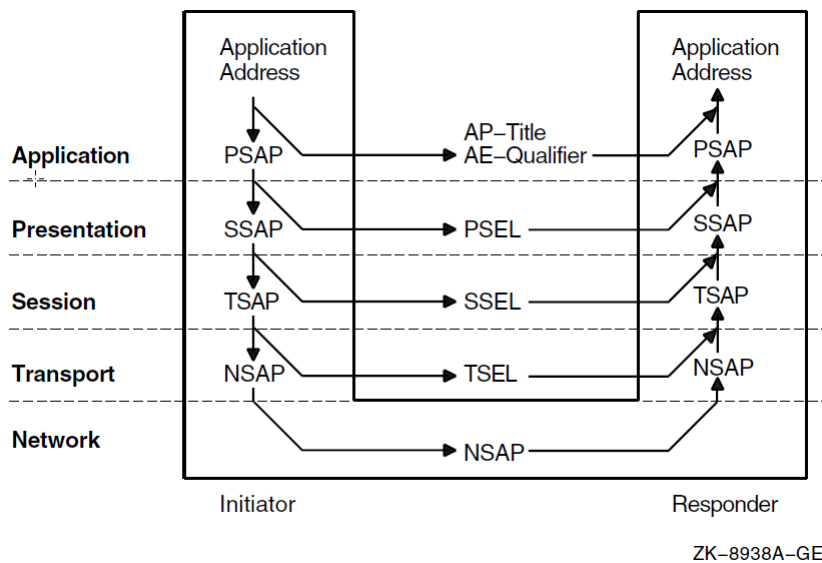 Application Address
Application Address
AP–Title
Application PSAP AE–Qualifier PSAP
Presentation SSAP PSEL SSAP
Session TSAP SSEL TSAP
Transport NSAP TSEL NSAP
Network NSAP
Initiator Responder
ZK–8938A–GE